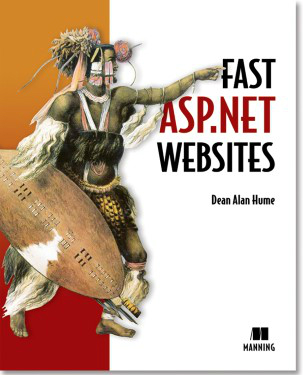 FAST
ASP.NET
WEBSITES
Dean Alan Hume
MANNING